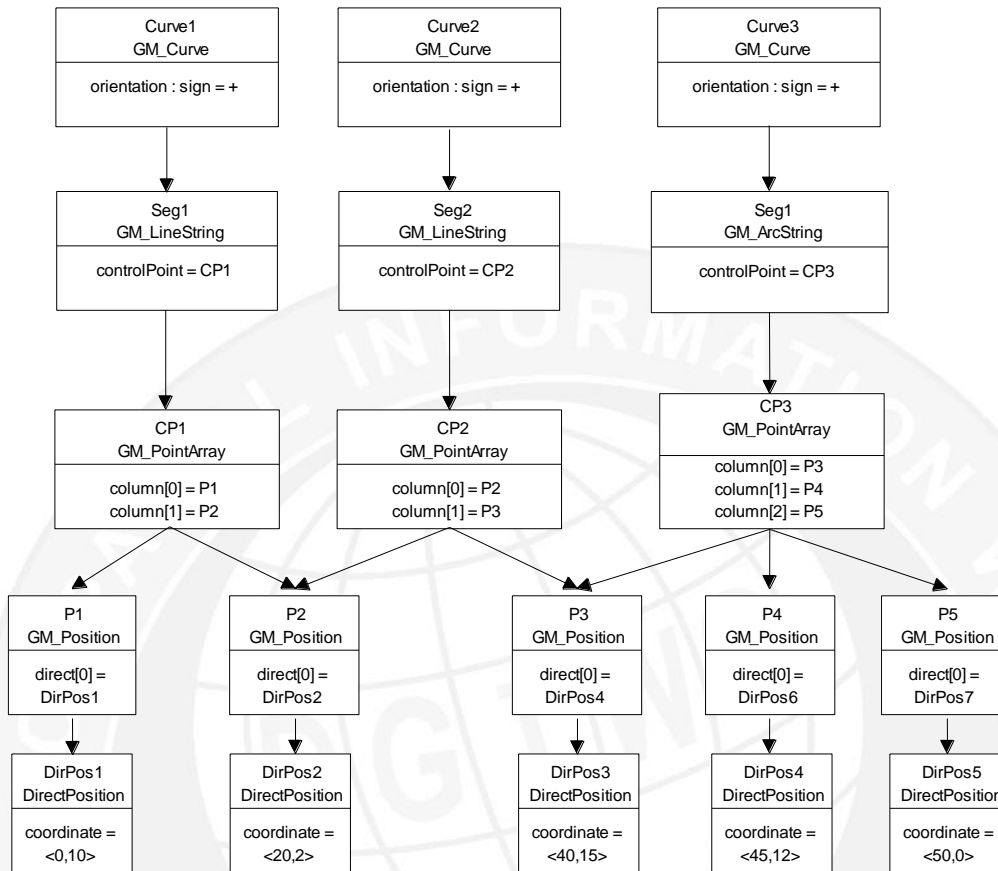 Curve1
GM_Curve
orientation : sign = +
Curve2
GM_Curve
orientation : sign = +
Curve3
GM_Curve
orientation : sign = +
Seg1
GM_LineString
controlPoint = CP1
Seg2
GM_LineString
controlPoint = CP2
Seg1
GM_ArcString
controlPoint = CP3
CP1
GM_PointArray
column[0] = P1
column[1] = P2
CP2
GM_PointArray
column[0] = P2
column[1] = P3
CP3
GM_PointArray
column[0] = P3
column[1] = P4
column[2] = P5
P1
GM_Position
direct[0] =
DirPos1
P2
GM_Position
direct[0] =
DirPos2
P3
GM_Position
direct[0] =
DirPos4
P4
GM_Position
direct[0] =
DirPos6
P5
GM_Position
direct[0] =
DirPos7
DirPos1
DirectPosition
coordinate =
<0,10>
DirPos2
DirectPosition
coordinate =
<20,2>
DirPos3
DirectPosition
coordinate =
<40,15>
DirPos4
DirectPosition
coordinate =
<45,12>
DirPos5
DirectPosition
coordinate =
<50,0>
INFORMATION
DGIW